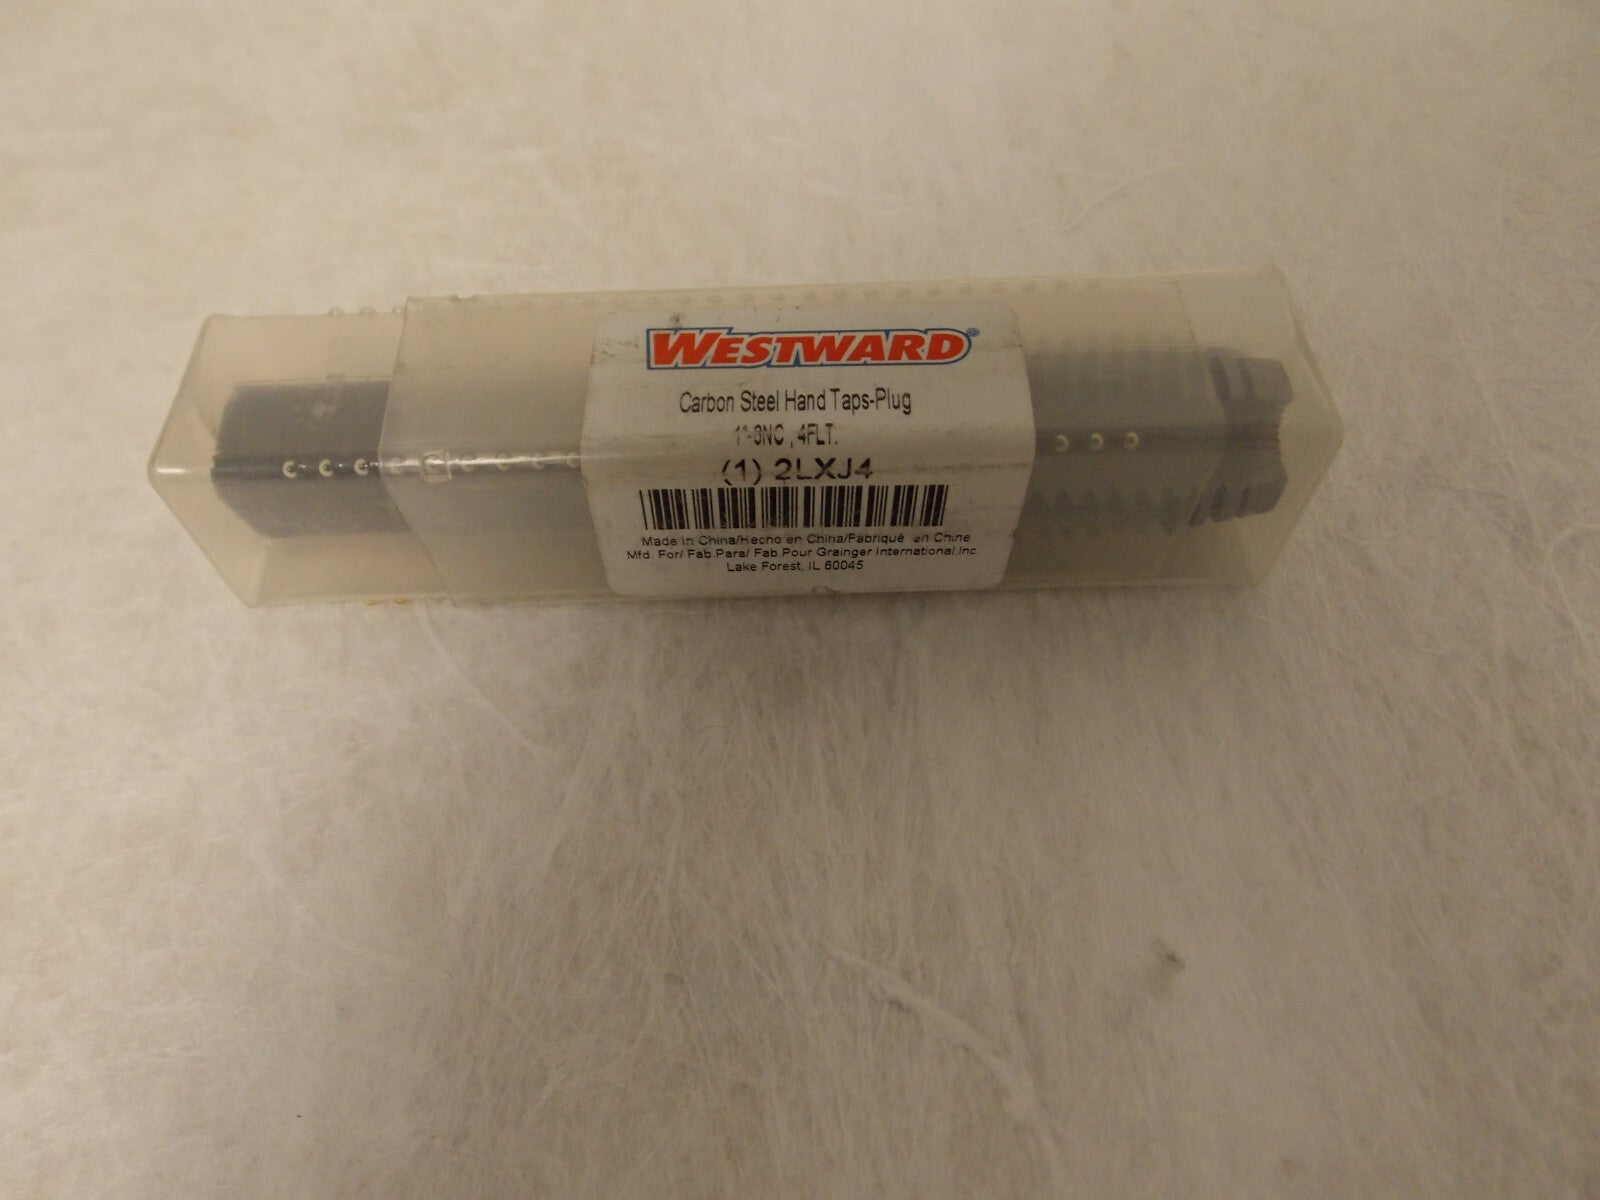 WESTWARD®
Carbon Steel Hand Taps-Plug
1"-8NC , 4FLT.
(1) 2LXJ4
Made in China/Hecho en China/Fabriqué en Chine
Mfd. For/ Fab.Para/ Fab.Pour Grainger International,Inc.
Lake Forest, IL 60045